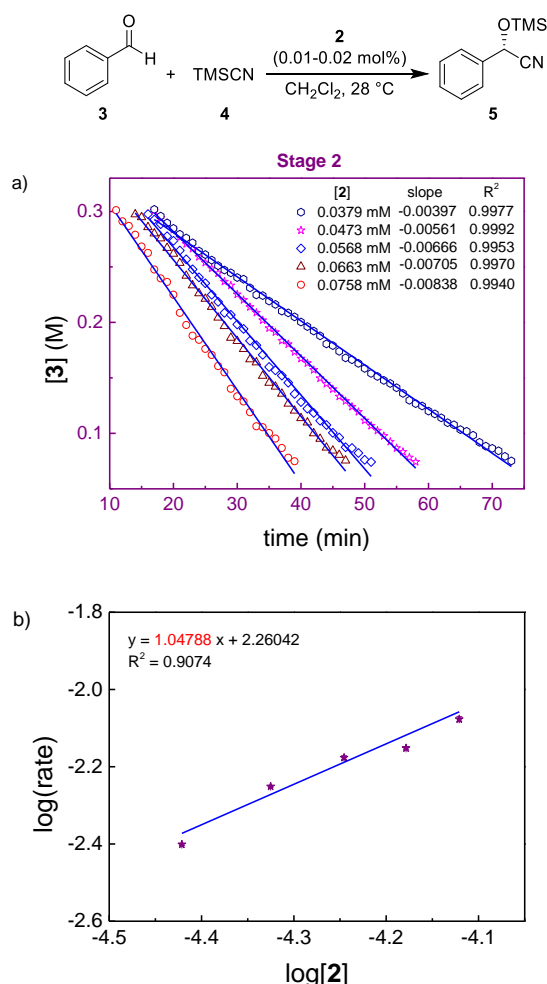 O
H
3
+
TMSCN
4
2
(0.01-0.02 mol%)
CH2Cl2, 28 °C
OTMS
CN
5
Stage 2
a)
[2] slope R2
0.0379 mM -0.00397 0.9977
0.0473 mM -0.00561 0.9992
0.0568 mM -0.00666 0.9953
0.0663 mM -0.00705 0.9970
0.0758 mM -0.00838 0.9940
0.3
0.2
0.1
[3] (M)
10 20 30 40 50 60 70
time (min)
b)
y = 1.04788 x + 2.26042
R2 = 0.9074
-1.8
-2.0
-2.2
-2.4
-2.6
log(rate)
-4.5 -4.4 -4.3 -4.2 -4.1
log[2]